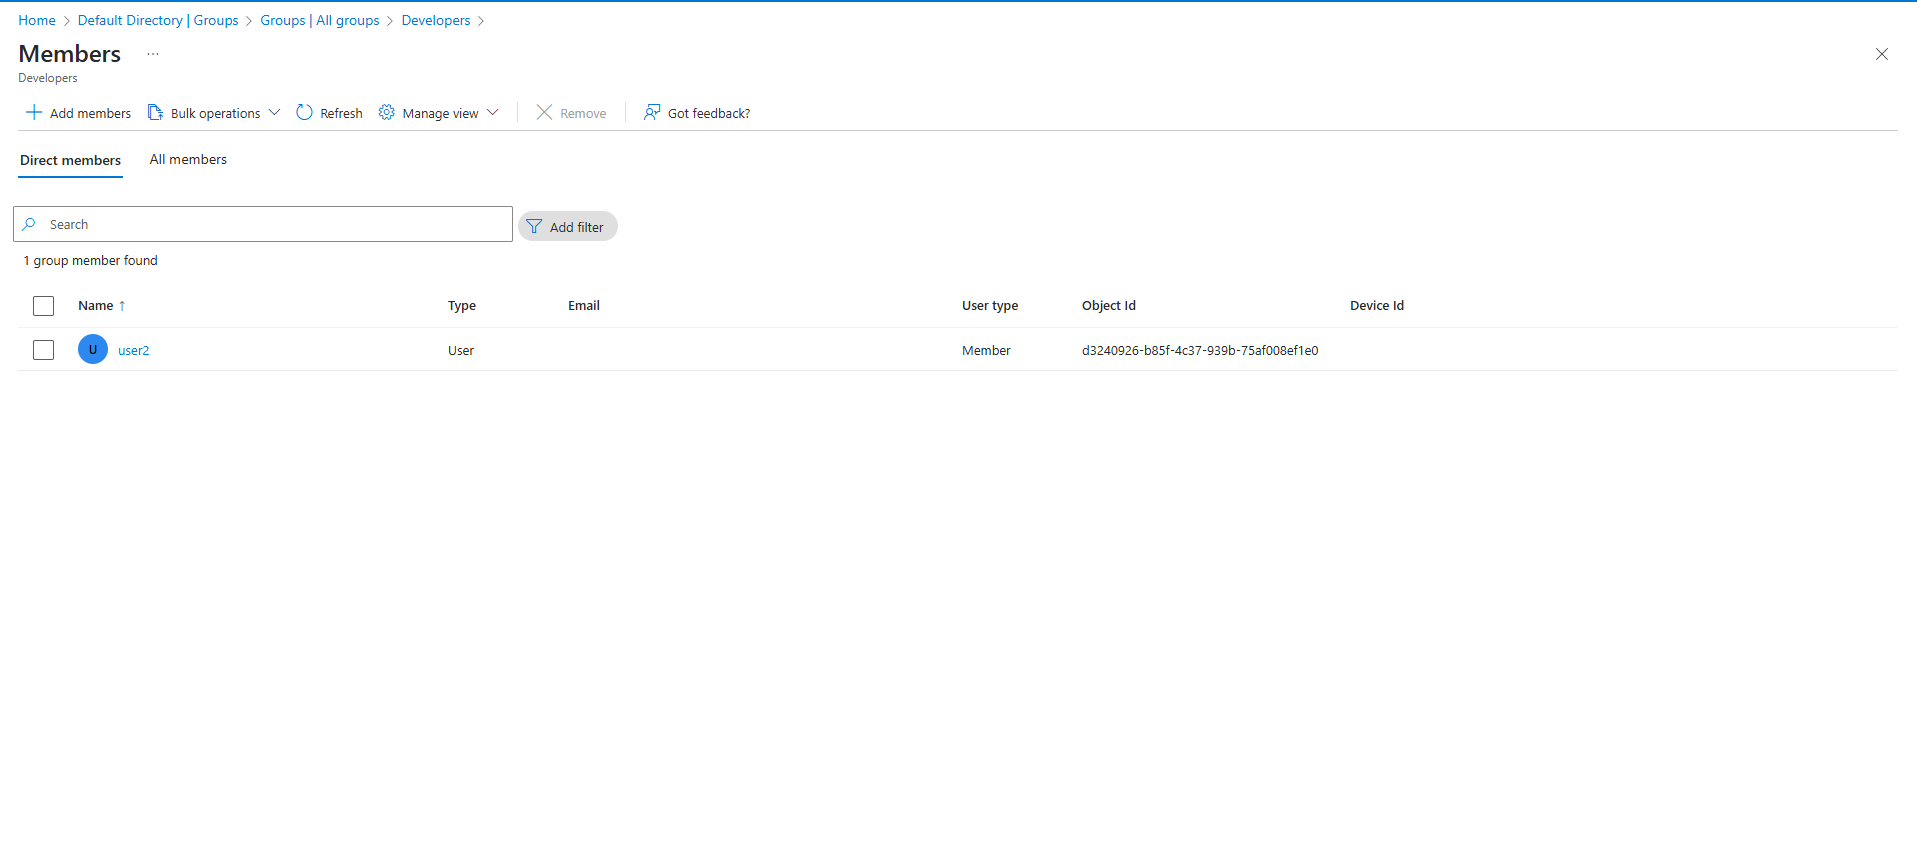 Home > Default Directory | Groups > Groups | All groups > Developers >
Members ...
Developers
Add members Bulk operations Refresh Manage view Remove Got feedback?
Direct members All members
Search Add filter
1 group member found
Name ↑ Type Email User type Object Id Device Id
U user2 User Member d3240926-b85f-4c37-939b-75af008ef1e0